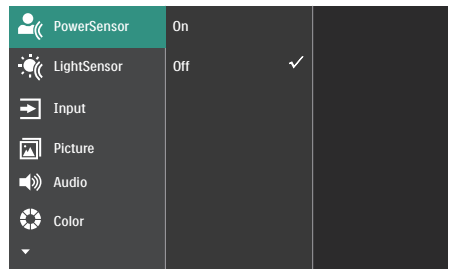 PowerSensor
On
LightSensor
Off
Input
Picture
Audio
Color